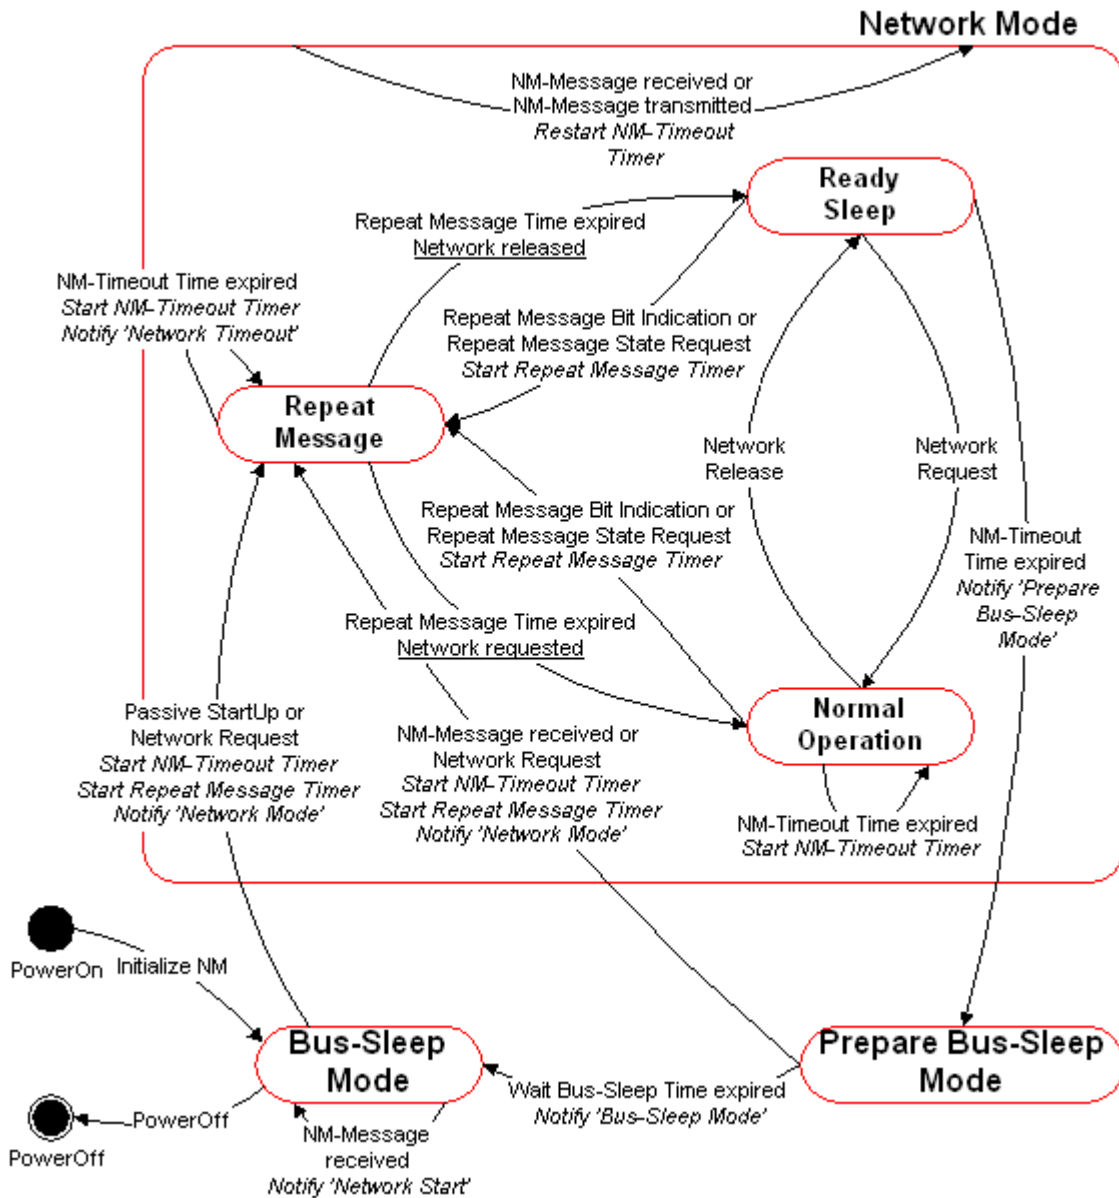 Network Mode
NM-Message received or
NM-Message transmitted
Restart NM-Timeout
Timer
Ready
Sleep
Repeat Message Time expired
Network released
NM-Timeout Time expired
Start NM-Timeout Timer
Notify 'Network Timeout'
Repeat Message Bit Indication or
Repeat Message State Request
Start Repeat Message Timer
Repeat
Message
Network
Release
Network
Request
Repeat Message Bit Indication or
Repeat Message State Request
Start Repeat Message Timer
NM-Timeout
Time expired
Notify 'Prepare
Bus-Sleep
Mode'
Repeat Message Time expired
Network requested
Normal
Operation
Passive StartUp or
Network Request
Start NM-Timeout Timer
Start Repeat Message Timer
Notify 'Network Mode'
NM-Message received or
Network Request
Start NM-Timeout Timer
Start Repeat Message Timer
Notify 'Network Mode'
NM-Timeout Time expired
Start NM-Timeout Timer
PowerOn
Initialize NM
Bus-Sleep
Mode
Prepare Bus-Sleep
Mode
Wait Bus-Sleep Time expired
Notify 'Bus-Sleep Mode'
PowerOff
PowerOff
NM-Message
received
Notify 'Network Start'